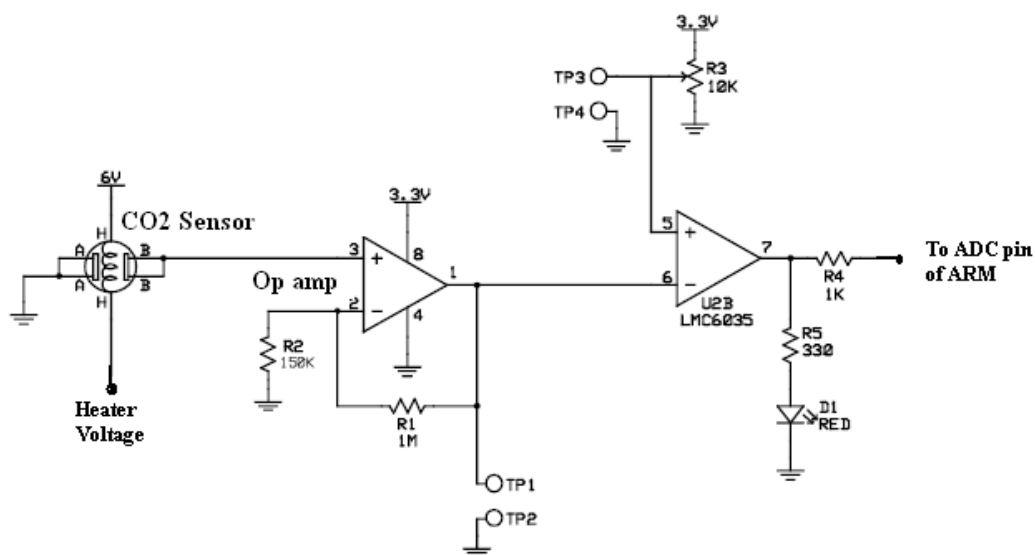 3.3V
R3
10K
TP3
TP4
6V
H
CO2 Sensor
A
B
A
B
H
Heater
Voltage
3.3V
Op amp
3
+
8
1
2
-
4
R2
150K
R1
1M
TP1
TP2
5
+
7
6
-
U2B
LMC6035
R4
1K
To ADC pin
of ARM
R5
330
D1
RED